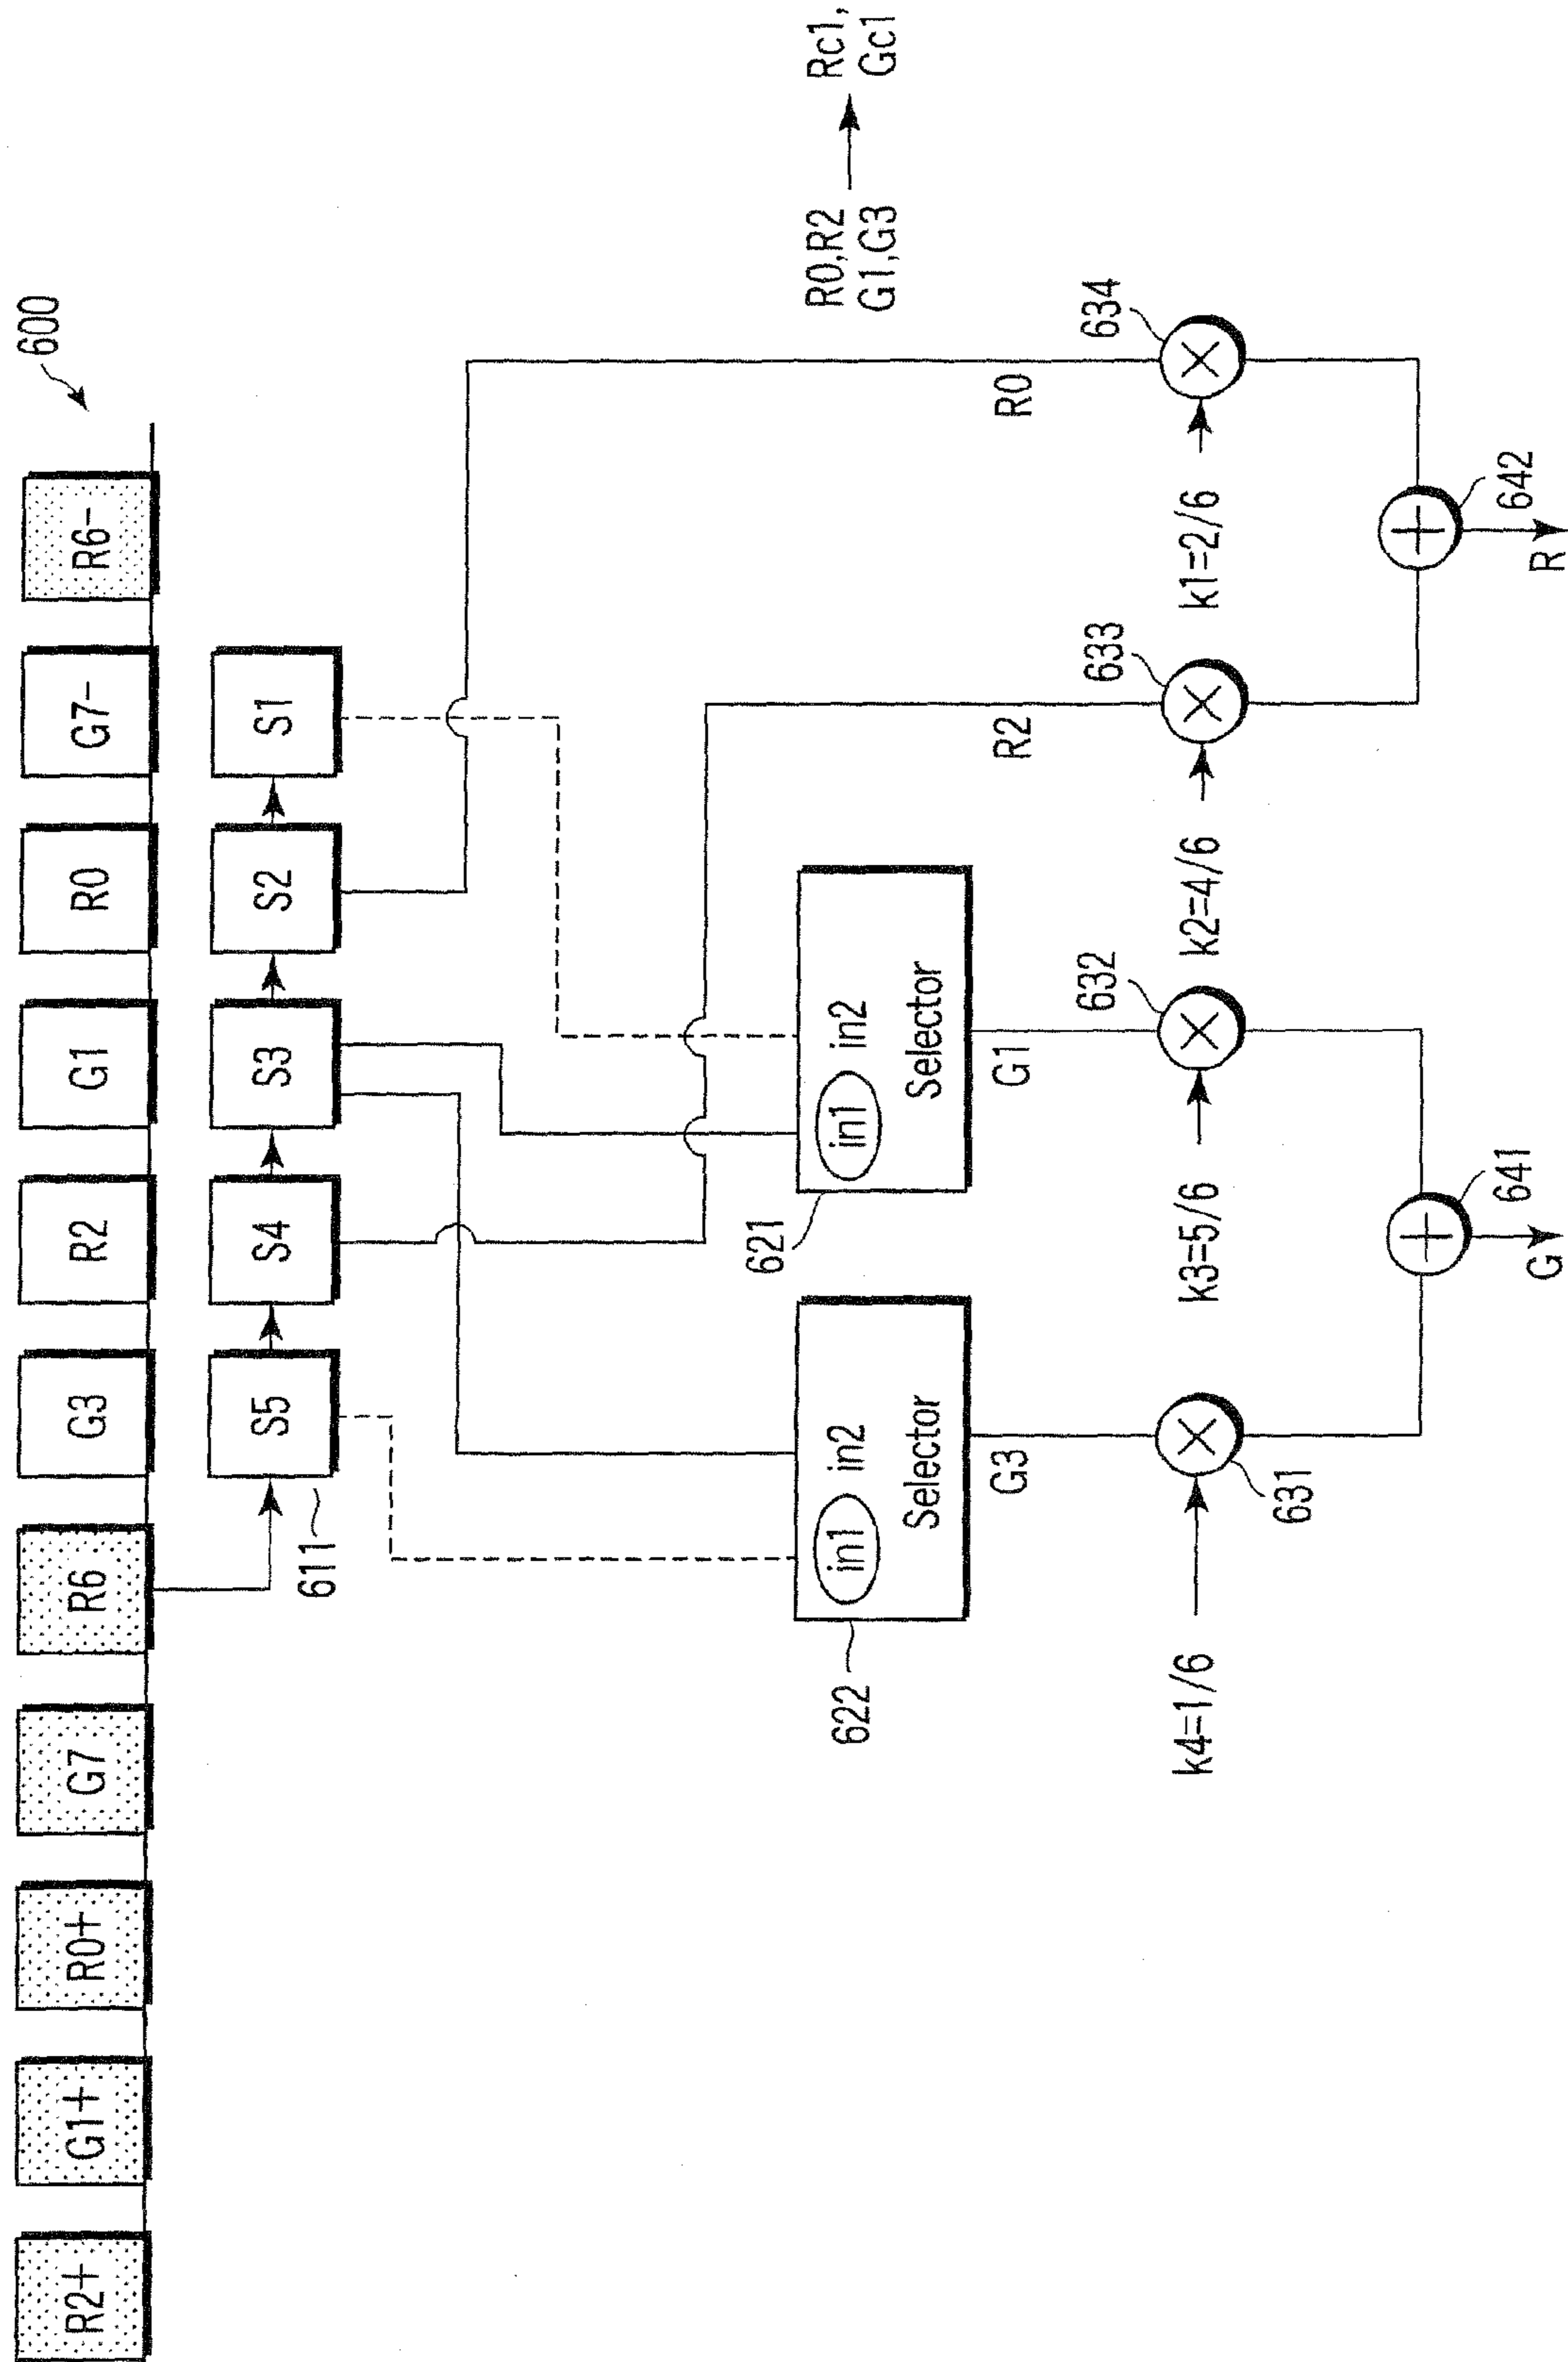 600
R2+ G1+ R0+ G7 R6 G3 R2 G1 R0 G7- R6-
S5 S4 S3 S2 S1
611
in1 in2
Selector
622
in1 in2
Selector
621
R0,R2
G1,G3
Rc1,
Gc1
G3
G1
R2
R0
k4=1/6
631
k3=5/6
632
k2=4/6
633
k1=2/6
634
641
642
G
R